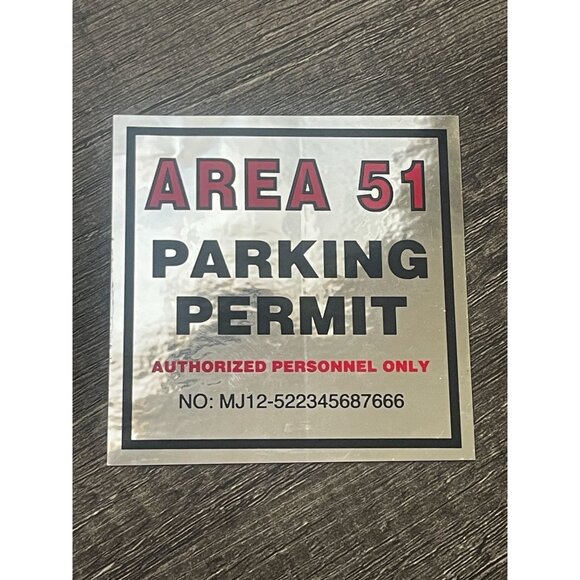 AREA 51
PARKING
PERMIT
AUTHORIZED PERSONNEL ONLY
NO: MJ12-522345687666